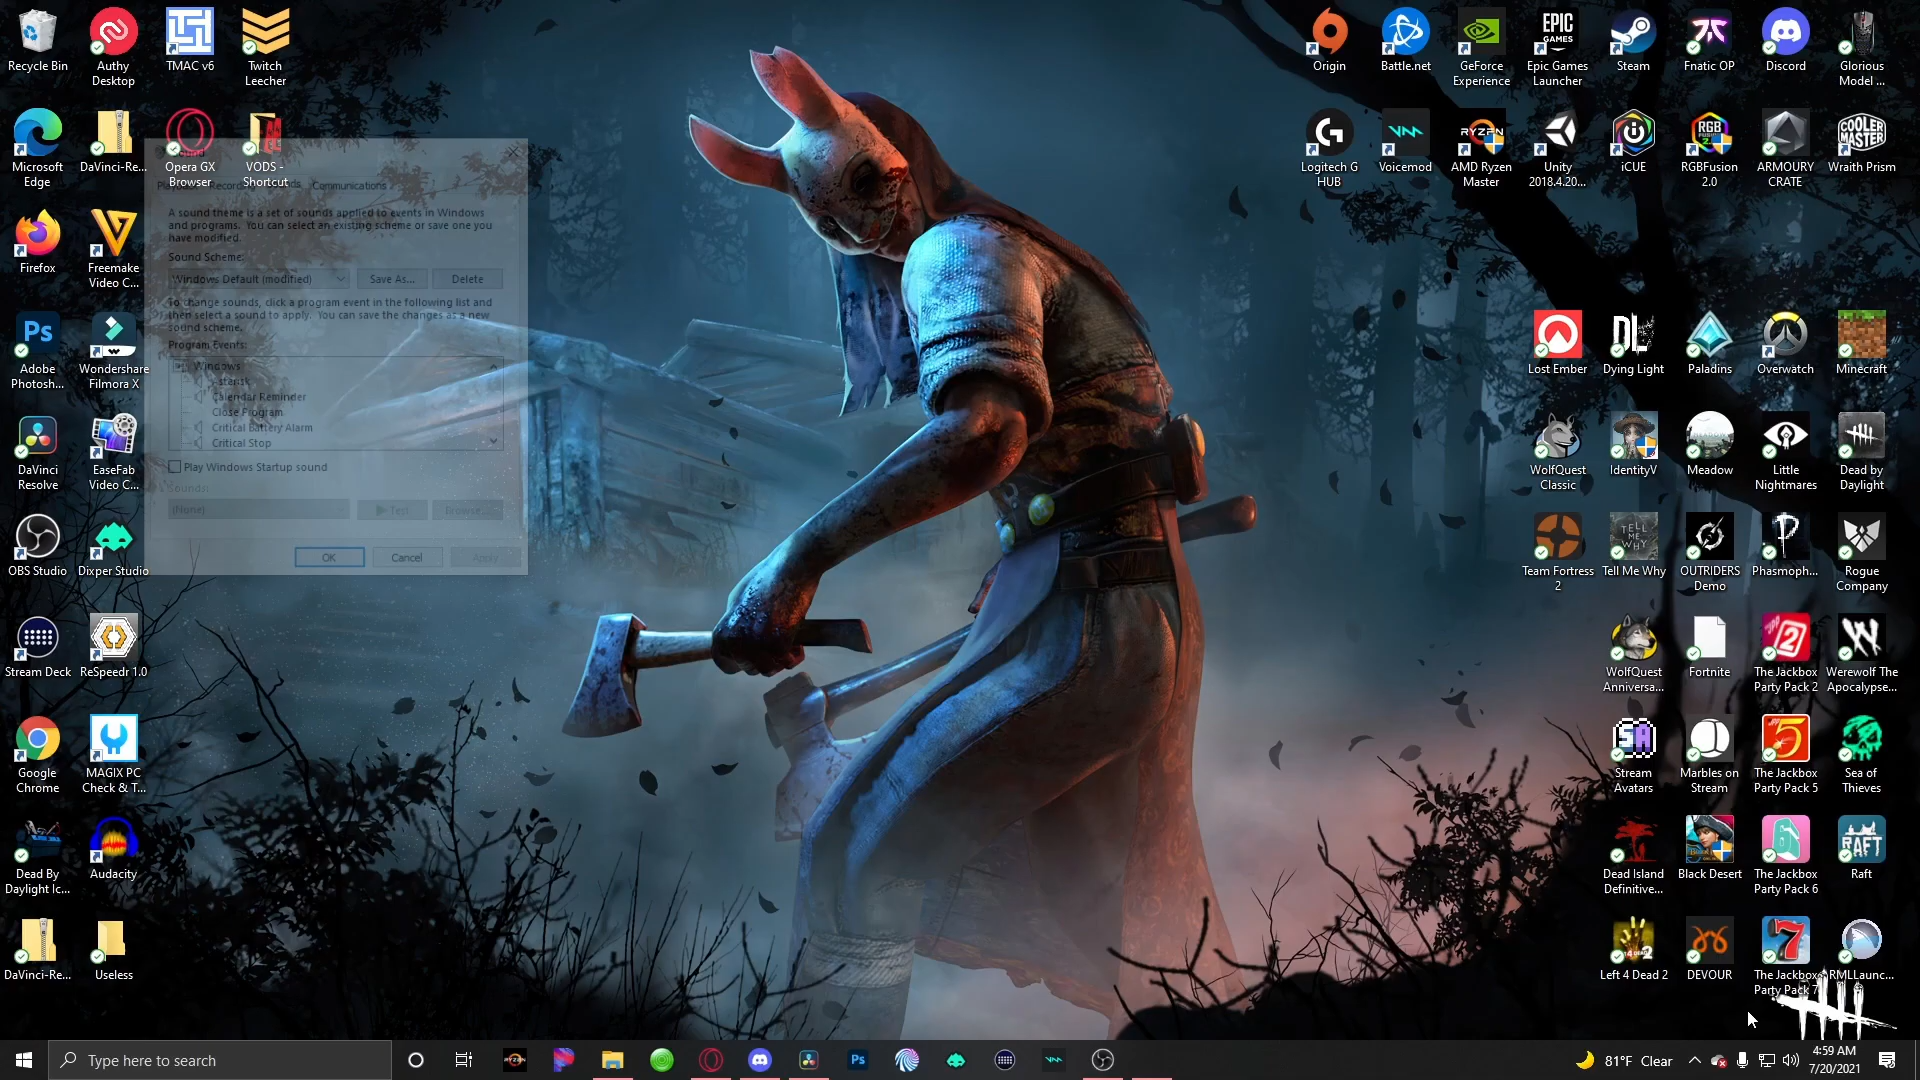 Recycle Bin
Authy Desktop
TMAC v6
Twitch Leecher
Origin
Battle.net
GeForce Experience
Epic Games Launcher
Steam
Fnatic OP
Discord
Glorious Model ...
Microsoft Edge
DaVinci-Re...
Opera GX Browser
VODS - Shortcut
Logitech G HUB
Voicemod
AMD Ryzen Master
Unity 2018.4.20...
iCUE
RGBFusion 2.0
ARMOURY CRATE
Wraith Prism
Communications
A sound theme is a set of sounds applied to events in Windows
and programs. You can select an existing scheme or save one you
have modified.
Sound Scheme:
Windows Default (modified)
Save As...
Delete
To change sounds, click a program event in the following list and
then select a sound to apply. You can save the changes as a new
sound scheme.
Program Events:
Windows
Calendar Reminder
Close Program
Critical Battery Alarm
Critical Stop
Play Windows Startup sound
Sounds:
(None)
Test
Browse...
OK
Cancel
Apply
Firefox
Freemake Video C...
Adobe Photosh...
Wondershare Filmora X
Lost Ember
Dying Light
Paladins
Overwatch
Minecraft
DaVinci Resolve
EaseFab Video C...
WolfQuest Classic
IdentityV
Meadow
Little Nightmares
Dead by Daylight
OBS Studio
Dixper Studio
Team Fortress 2
Tell Me Why
OUTRIDERS Demo
Phasmoph...
Rogue Company
Stream Deck
ReSpeedr 1.0
WolfQuest Anniversa...
Fortnite
The Jackbox Party Pack 2
Werewolf The Apocalypse...
Google Chrome
MAGIX PC Check & T...
Stream Avatars
Marbles on Stream
The Jackbox Party Pack 5
Sea of Thieves
Dead By Daylight Ic...
Audacity
Dead Island Definitive...
Black Desert
The Jackbox Party Pack 6
Raft
DaVinci-Re...
Useless
Left 4 Dead 2
DEVOUR
The Jackbox Party Pack 7
RMLLaunc...
Type here to search
81°F Clear
4:59 AM
7/20/2021